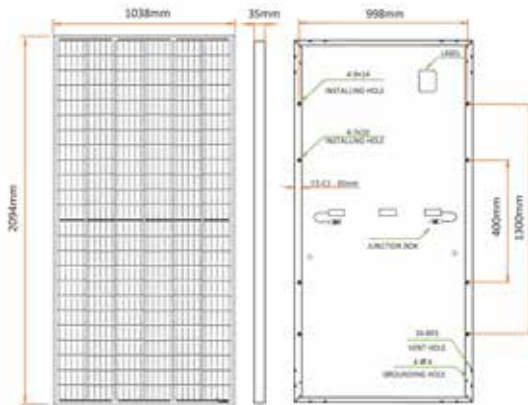 1038mm
35mm
998mm
LABEL
INSTALLING HOLE
INSTALLING HOLE
2094mm
JUNCTION BOX
400mm
1300mm
VENT HOLE
GROUNDING HOLE